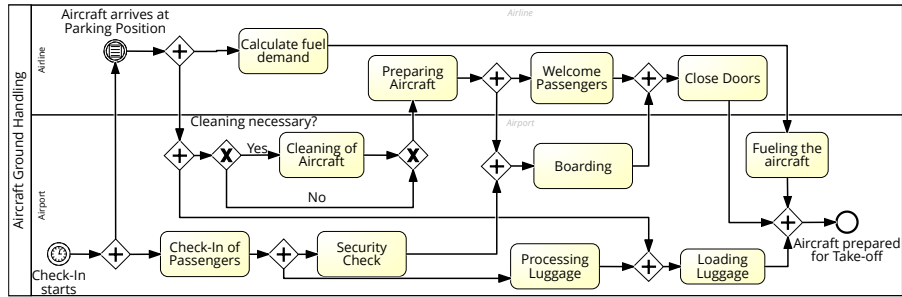 Aircraft Ground Handling
Airline
Airline
Aircraft arrives at
Parking Position
Calculate fuel
demand
Preparing
Aircraft
Welcome
Passengers
Close Doors
Airport
Airport
Cleaning necessary?
Yes
Cleaning of
Aircraft
No
Boarding
Fueling the
aircraft
Check-In
starts
Check-In of
Passengers
Security
Check
Processing
Luggage
Loading
Luggage
Aircraft prepared
for Take-off